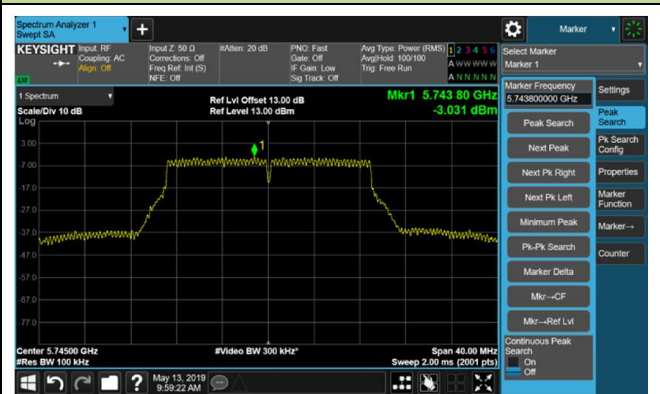 Spectrum Analyzer 1
Swept SA
+
Marker
KEYSIGHT
Input: RF
Coupling: AC
Align: Off
Input Z: 50 Ω
Corrections: Off
Freq Ref: Int (S)
NFE: Off
#Atten: 20 dB
PNO: Fast
Gate: Off
IF Gain: Low
Sig Track: Off
Avg Type: Power (RMS)
Avg|Hold: 100/100
Trig: Free Run
1 2 3 4 5 6
A WWWWW
A N N N N N
LXI
Select Marker
Marker 1
1 Spectrum
Scale/Div 10 dB
Log
Ref Lvl Offset 13.00 dB
Ref Level 13.00 dBm
Mkr1 5.743 80 GHz
-3.031 dBm
1
3.00
-7.00
-17.0
-27.0
-37.0
-47.0
-57.0
-67.0
-77.0
Center 5.74500 GHz
#Res BW 100 kHz
#Video BW 300 kHz*
Span 40.00 MHz
Sweep 2.00 ms (2001 pts)
Marker Frequency
5.743800000 GHz
Peak Search
Next Peak
Next Pk Right
Next Pk Left
Minimum Peak
Pk-Pk Search
Marker Delta
Mkr→CF
Mkr→Ref Lvl
Continuous Peak
Search
On
Off
Settings
Peak
Search
Pk Search
Config
Properties
Marker
Function
Marker→
Counter
?
May 13, 2019
9:59:22 AM